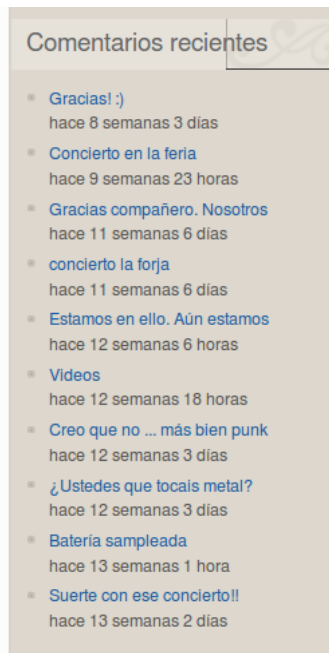 Comentarios recientes
Gracias! :)
hace 8 semanas 3 días
Concierto en la feria
hace 9 semanas 23 horas
Gracias compañero. Nosotros
hace 11 semanas 6 días
concierto la forja
hace 11 semanas 6 días
Estamos en ello. Aún estamos
hace 12 semanas 6 horas
Videos
hace 12 semanas 18 horas
Creo que no ... más bien punk
hace 12 semanas 3 días
¿Ustedes que tocais metal?
hace 12 semanas 3 días
Batería sampleada
hace 13 semanas 1 hora
Suerte con ese concierto!!
hace 13 semanas 2 días